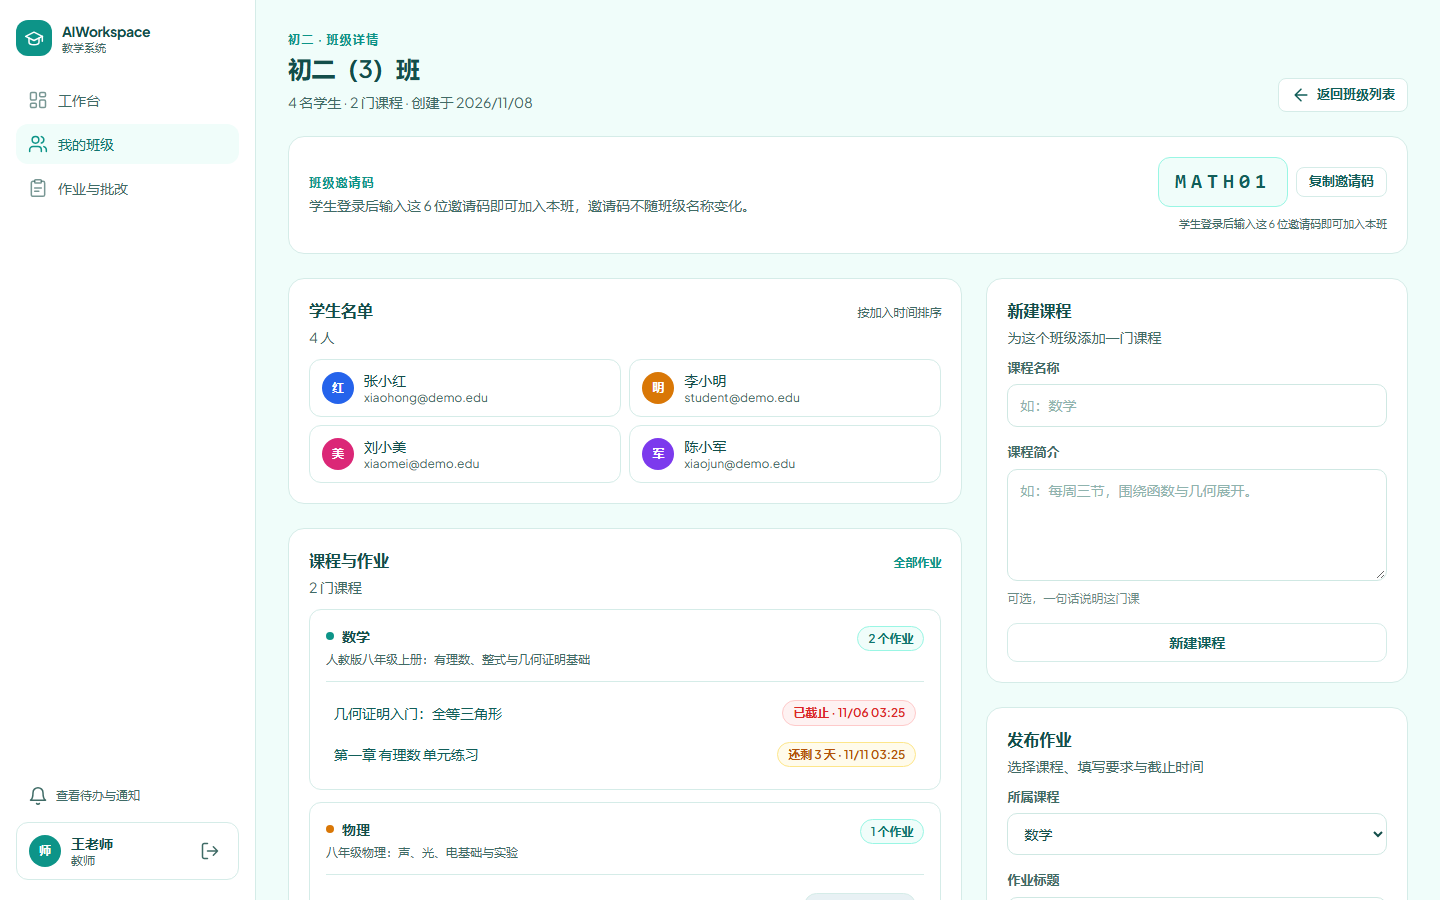 AIWorkspace
教学系统
工作台
我的班级
作业与批改
查看待办与通知
师
王老师
教师
初二 · 班级详情
初二（3）班
4 名学生 · 2 门课程 · 创建于 2026/11/08
返回班级列表
班级邀请码
学生登录后输入这 6 位邀请码即可加入本班，邀请码不随班级名称变化。
MATH01
复制邀请码
学生登录后输入这 6 位邀请码即可加入本班
学生名单
按加入时间排序
4 人
红
张小红
xiaohong@demo.edu
明
李小明
student@demo.edu
美
刘小美
xiaomei@demo.edu
军
陈小军
xiaojun@demo.edu
课程与作业
全部作业
2 门课程
数学
2 个作业
人教版八年级上册：有理数、整式与几何证明基础
几何证明入门：全等三角形
已截止 · 11/06 03:25
第一章 有理数 单元练习
还剩 3 天 · 11/11 03:25
物理
1 个作业
八年级物理：声、光、电基础与实验
新建课程
为这个班级添加一门课程
课程名称
如：数学
课程简介
如：每周三节，围绕函数与几何展开。
可选，一句话说明这门课
新建课程
发布作业
选择课程、填写要求与截止时间
所属课程
数学
作业标题